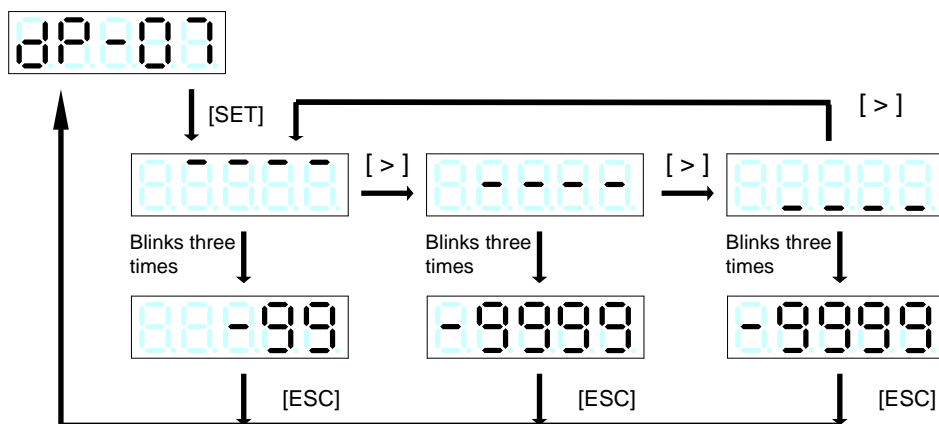 dP-07
[SET]
[ > ]
[ > ]
[ > ]
- - - -
- - - -
- - - -
Blinks three
times
Blinks three
times
Blinks three
times
-99
-9999
-9999
[ESC]
[ESC]
[ESC]